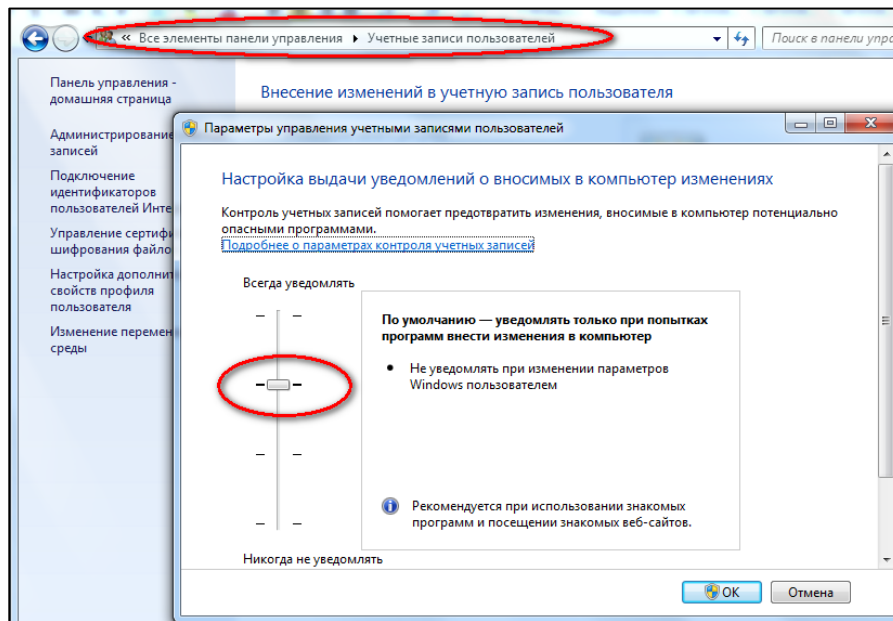 « Все элементы панели управления ▸ Учетные записи пользователей
Поиск в панели упра
Панель управления -
домашняя страница
Внесение изменений в учетную запись пользователя
Администрирование
записей
Подключение
идентификаторов
пользователей Инте
Управление сертифи
шифрования файло
Настройка дополнит
свойств профиля
пользователя
Изменение перемен
среды
Параметры управления учетными записями пользователей
Настройка выдачи уведомлений о вносимых в компьютер изменениях
Контроль учетных записей помогает предотвратить изменения, вносимые в компьютер потенциально
опасными программами.
Подробнее о параметрах контроля учетных записей
Всегда уведомлять
По умолчанию — уведомлять только при попытках
программ внести изменения в компьютер
• Не уведомлять при изменении параметров
Windows пользователем
Рекомендуется при использовании знакомых
программ и посещении знакомых веб-сайтов.
Никогда не уведомлять
OK
Отмена